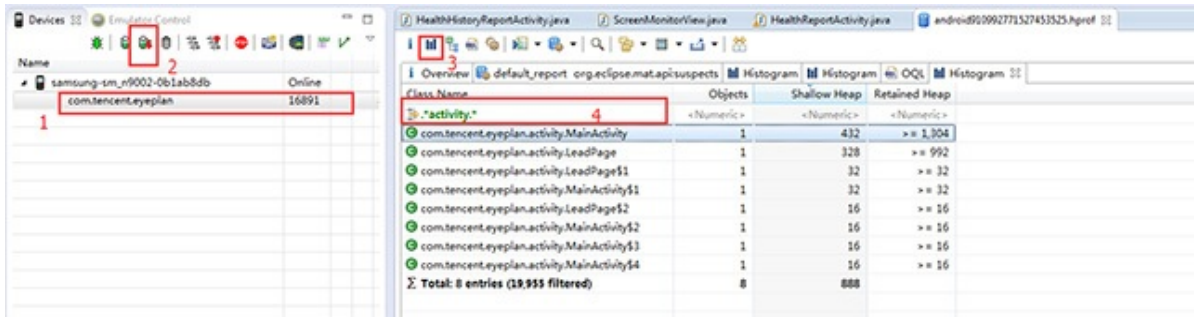 Devices
Emulator Control
2
Name
samsung-sm_n9002-0b1ab8db Online
com.tencent.eyeplan 16891
1
HealthHistoryReportActivity.java ScreenMonitorView.java HealthReportActivity.java android910992771527453525.hprof
3
i Overview default_report org.eclipse.mat.api:suspects Histogram Histogram OQL Histogram
Class Name Objects Shallow Heap Retained Heap
.*activity.* 4 <Numeric> <Numeric> <Numeric>
com.tencent.eyeplan.activity.MainActivity 1 432 >= 1,304
com.tencent.eyeplan.activity.LeadPage 1 328 >= 992
com.tencent.eyeplan.activity.LeadPage$1 1 32 >= 32
com.tencent.eyeplan.activity.MainActivity$1 1 32 >= 32
com.tencent.eyeplan.activity.LeadPage$2 1 16 >= 16
com.tencent.eyeplan.activity.MainActivity$2 1 16 >= 16
com.tencent.eyeplan.activity.MainActivity$3 1 16 >= 16
com.tencent.eyeplan.activity.MainActivity$4 1 16 >= 16
Σ Total: 8 entries (19,955 filtered) 8 888